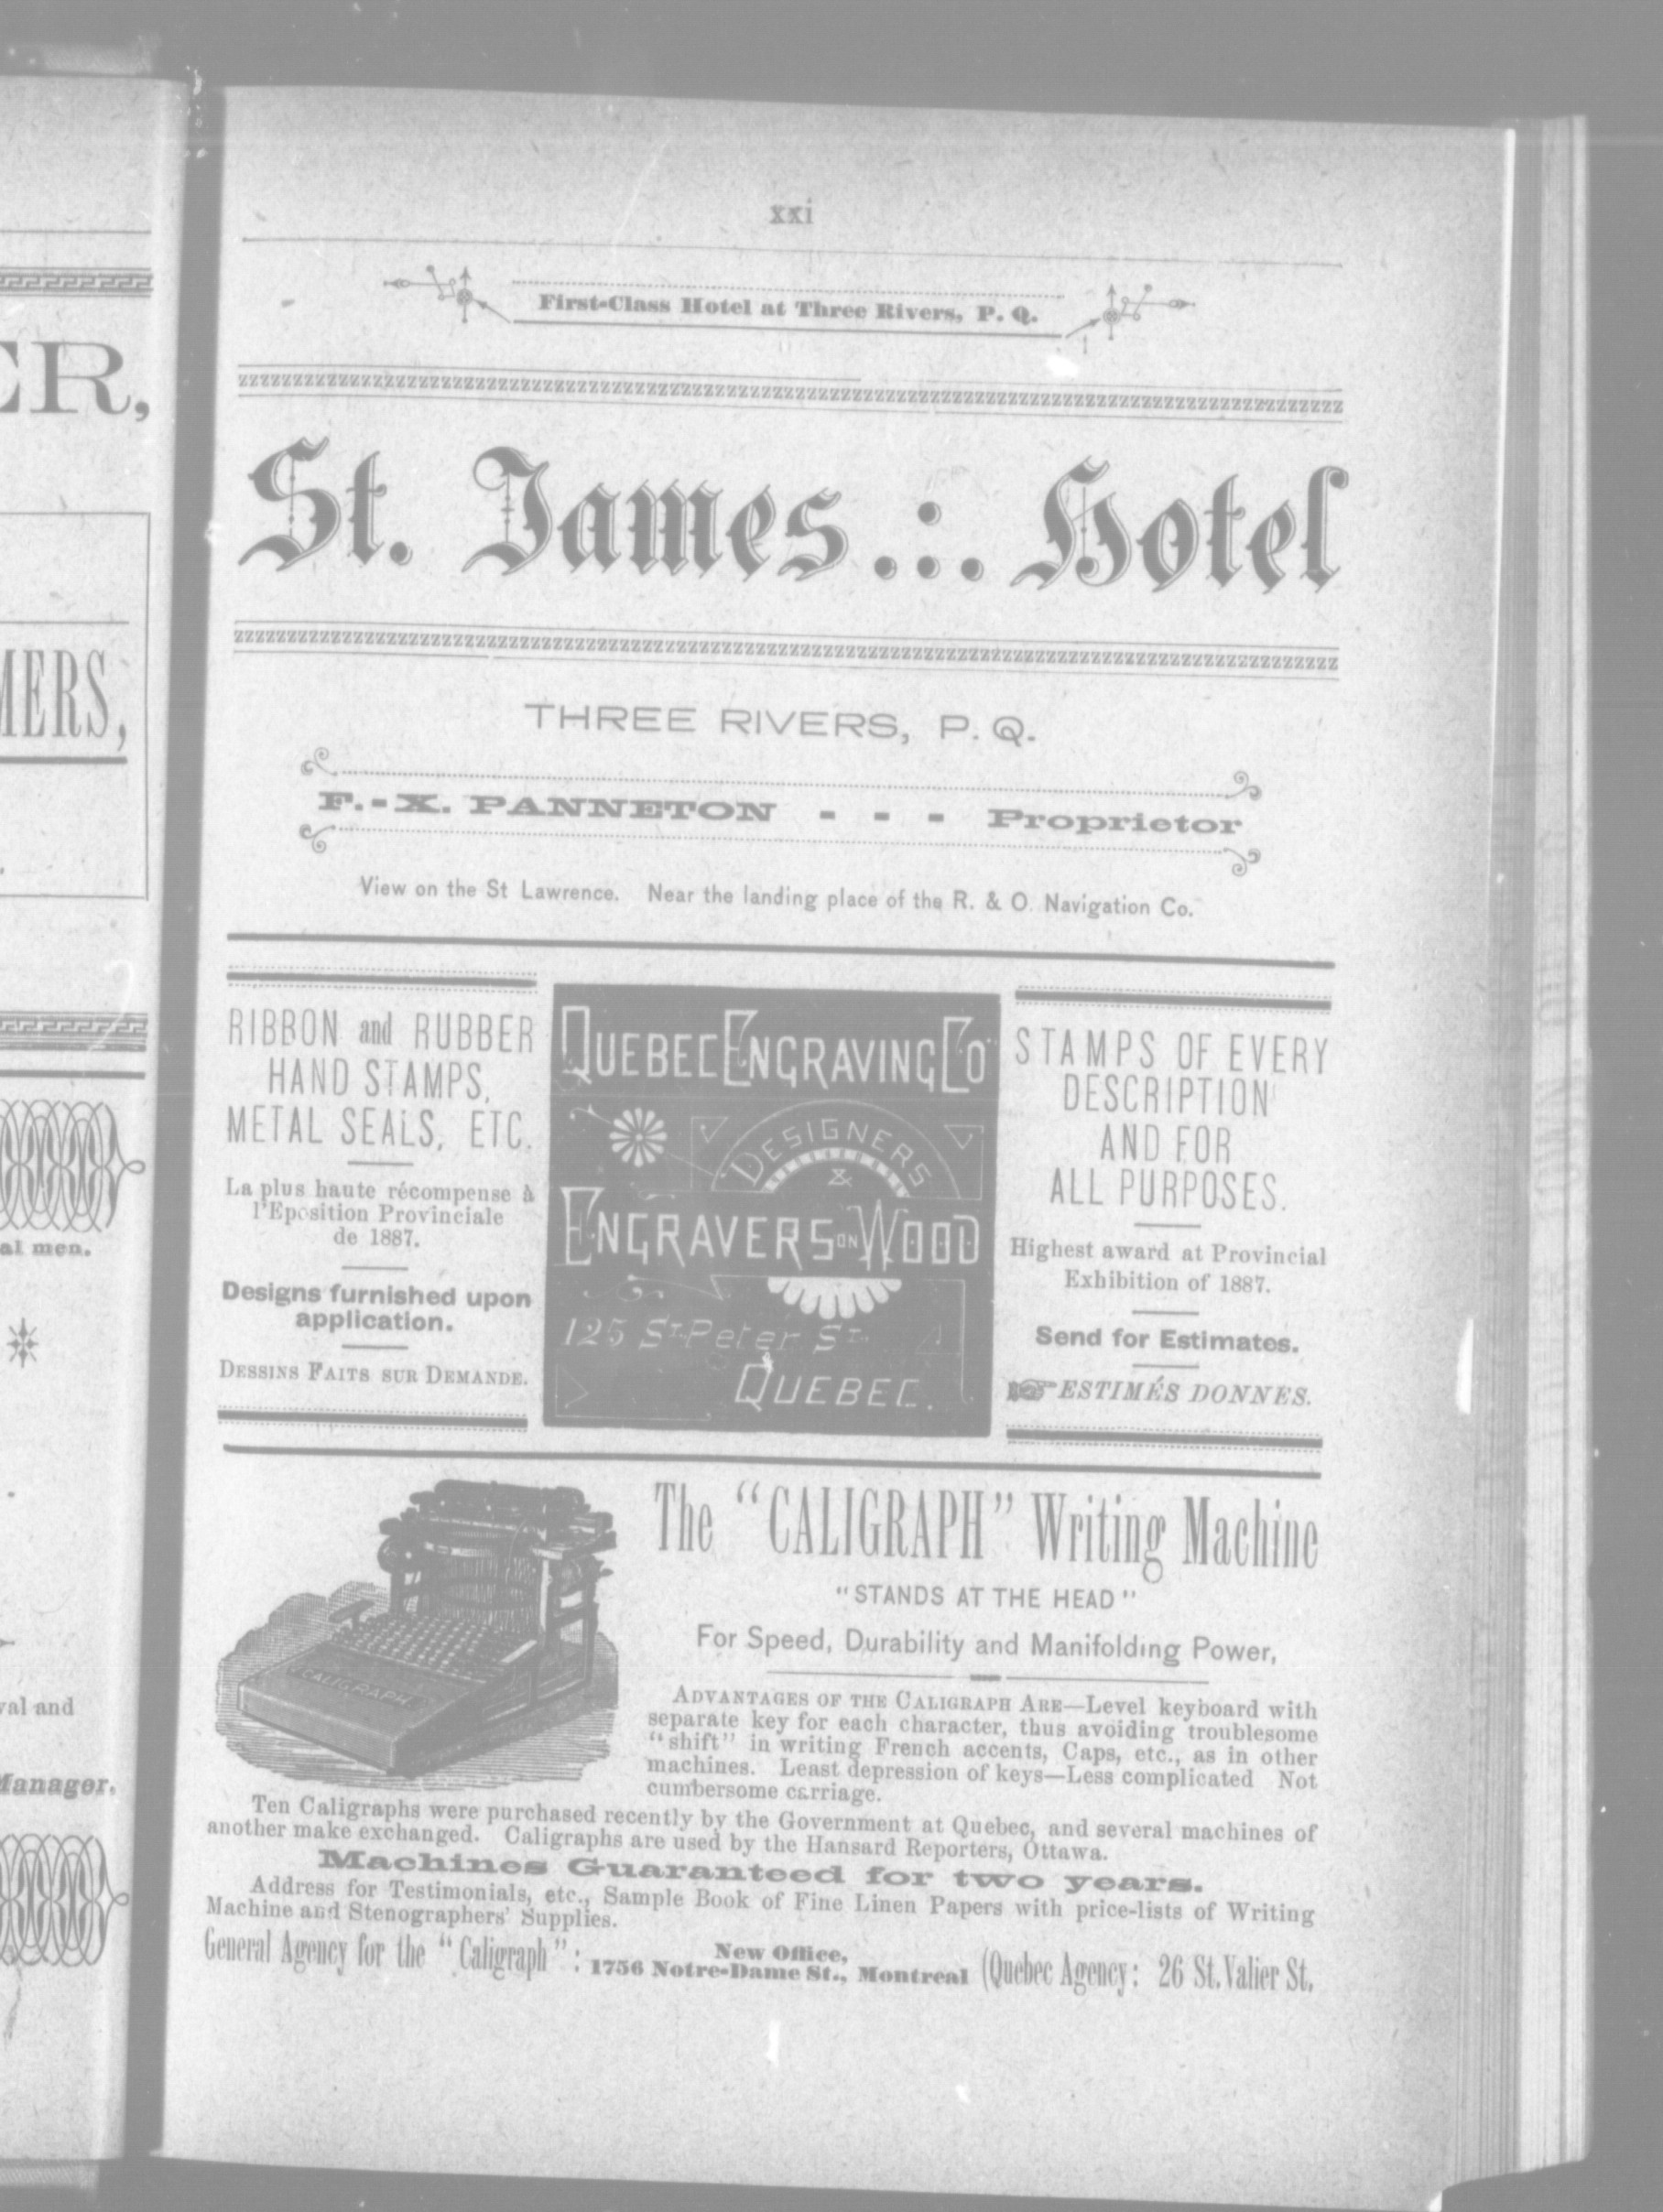 xxi
First-Class Hotel at Three Rivers, P. Q.
St. James .:. Hotel
THREE RIVERS, P. Q.
F.-X. PANNETON - - - Proprietor
View on the St Lawrence. Near the landing place of the R. & O. Navigation Co.
RIBBON and RUBBER
HAND STAMPS,
METAL SEALS, ETC.
La plus haute récompense à
l'Eposition Provinciale
de 1887.
Designs furnished upon
application.
DESSINS FAITS SUR DEMANDE.
QUEBEC ENGRAVING CO
DESIGNERS
&
ENGRAVERS ON WOOD
125 ST. Peter ST.
QUEBEC.
STAMPS OF EVERY
DESCRIPTION
AND FOR
ALL PURPOSES.
Highest award at Provincial
Exhibition of 1887.
Send for Estimates.
ESTIMÉS DONNES.
CALIGRAPH
The "CALIGRAPH" Writing Machine
"STANDS AT THE HEAD"
For Speed, Durability and Manifolding Power,
ADVANTAGES OF THE CALIGRAPH ARE—Level keyboard with
separate key for each character, thus avoiding troublesome
"shift" in writing French accents, Caps, etc., as in other
machines. Least depression of keys—Less complicated Not
cumbersome carriage.
Ten Caligraphs were purchased recently by the Government at Quebec, and several machines of
another make exchanged. Caligraphs are used by the Hansard Reporters, Ottawa.
Machines Guaranteed for two years.
Address for Testimonials, etc., Sample Book of Fine Linen Papers with price-lists of Writing
Machine and Stenographers' Supplies.
General Agency for the "Caligraph": New Office, 1756 Notre-Dame St., Montreal (Quebec Agency: 26 St. Valier St,
ER,
MERS,
al men.
val and
Manager.